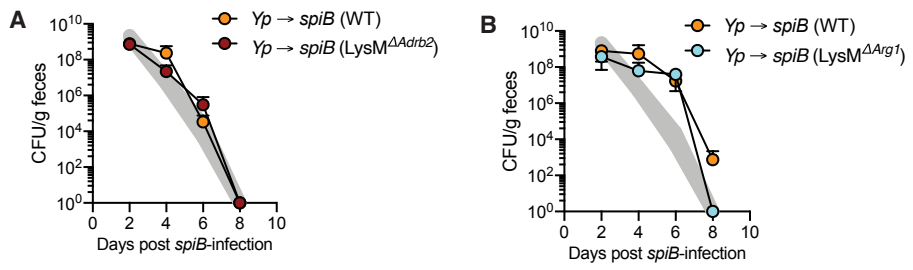 A
Yp → spiB (WT)
Yp → spiB (LysM^ΔAdrb2)
CFU/g feces
10^10
10^8
10^6
10^4
10^2
10^0
0 2 4 6 8 10
Days post spiB-infection
B
Yp → spiB (WT)
Yp → spiB (LysM^ΔArg1)
CFU/g feces
10^10
10^8
10^6
10^4
10^2
10^0
0 2 4 6 8 10
Days post spiB-infection